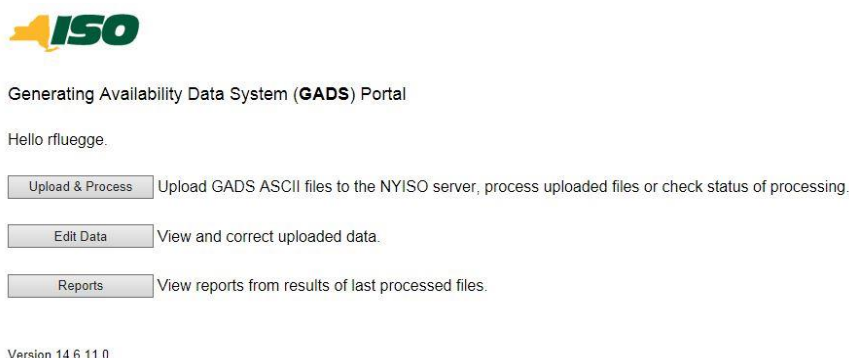 ISO
Generating Availability Data System (GADS) Portal
Hello rfluegge.
Upload & Process Upload GADS ASCII files to the NYISO server, process uploaded files or check status of processing.
Edit Data View and correct uploaded data.
Reports View reports from results of last processed files.
Version 14.6.11.0